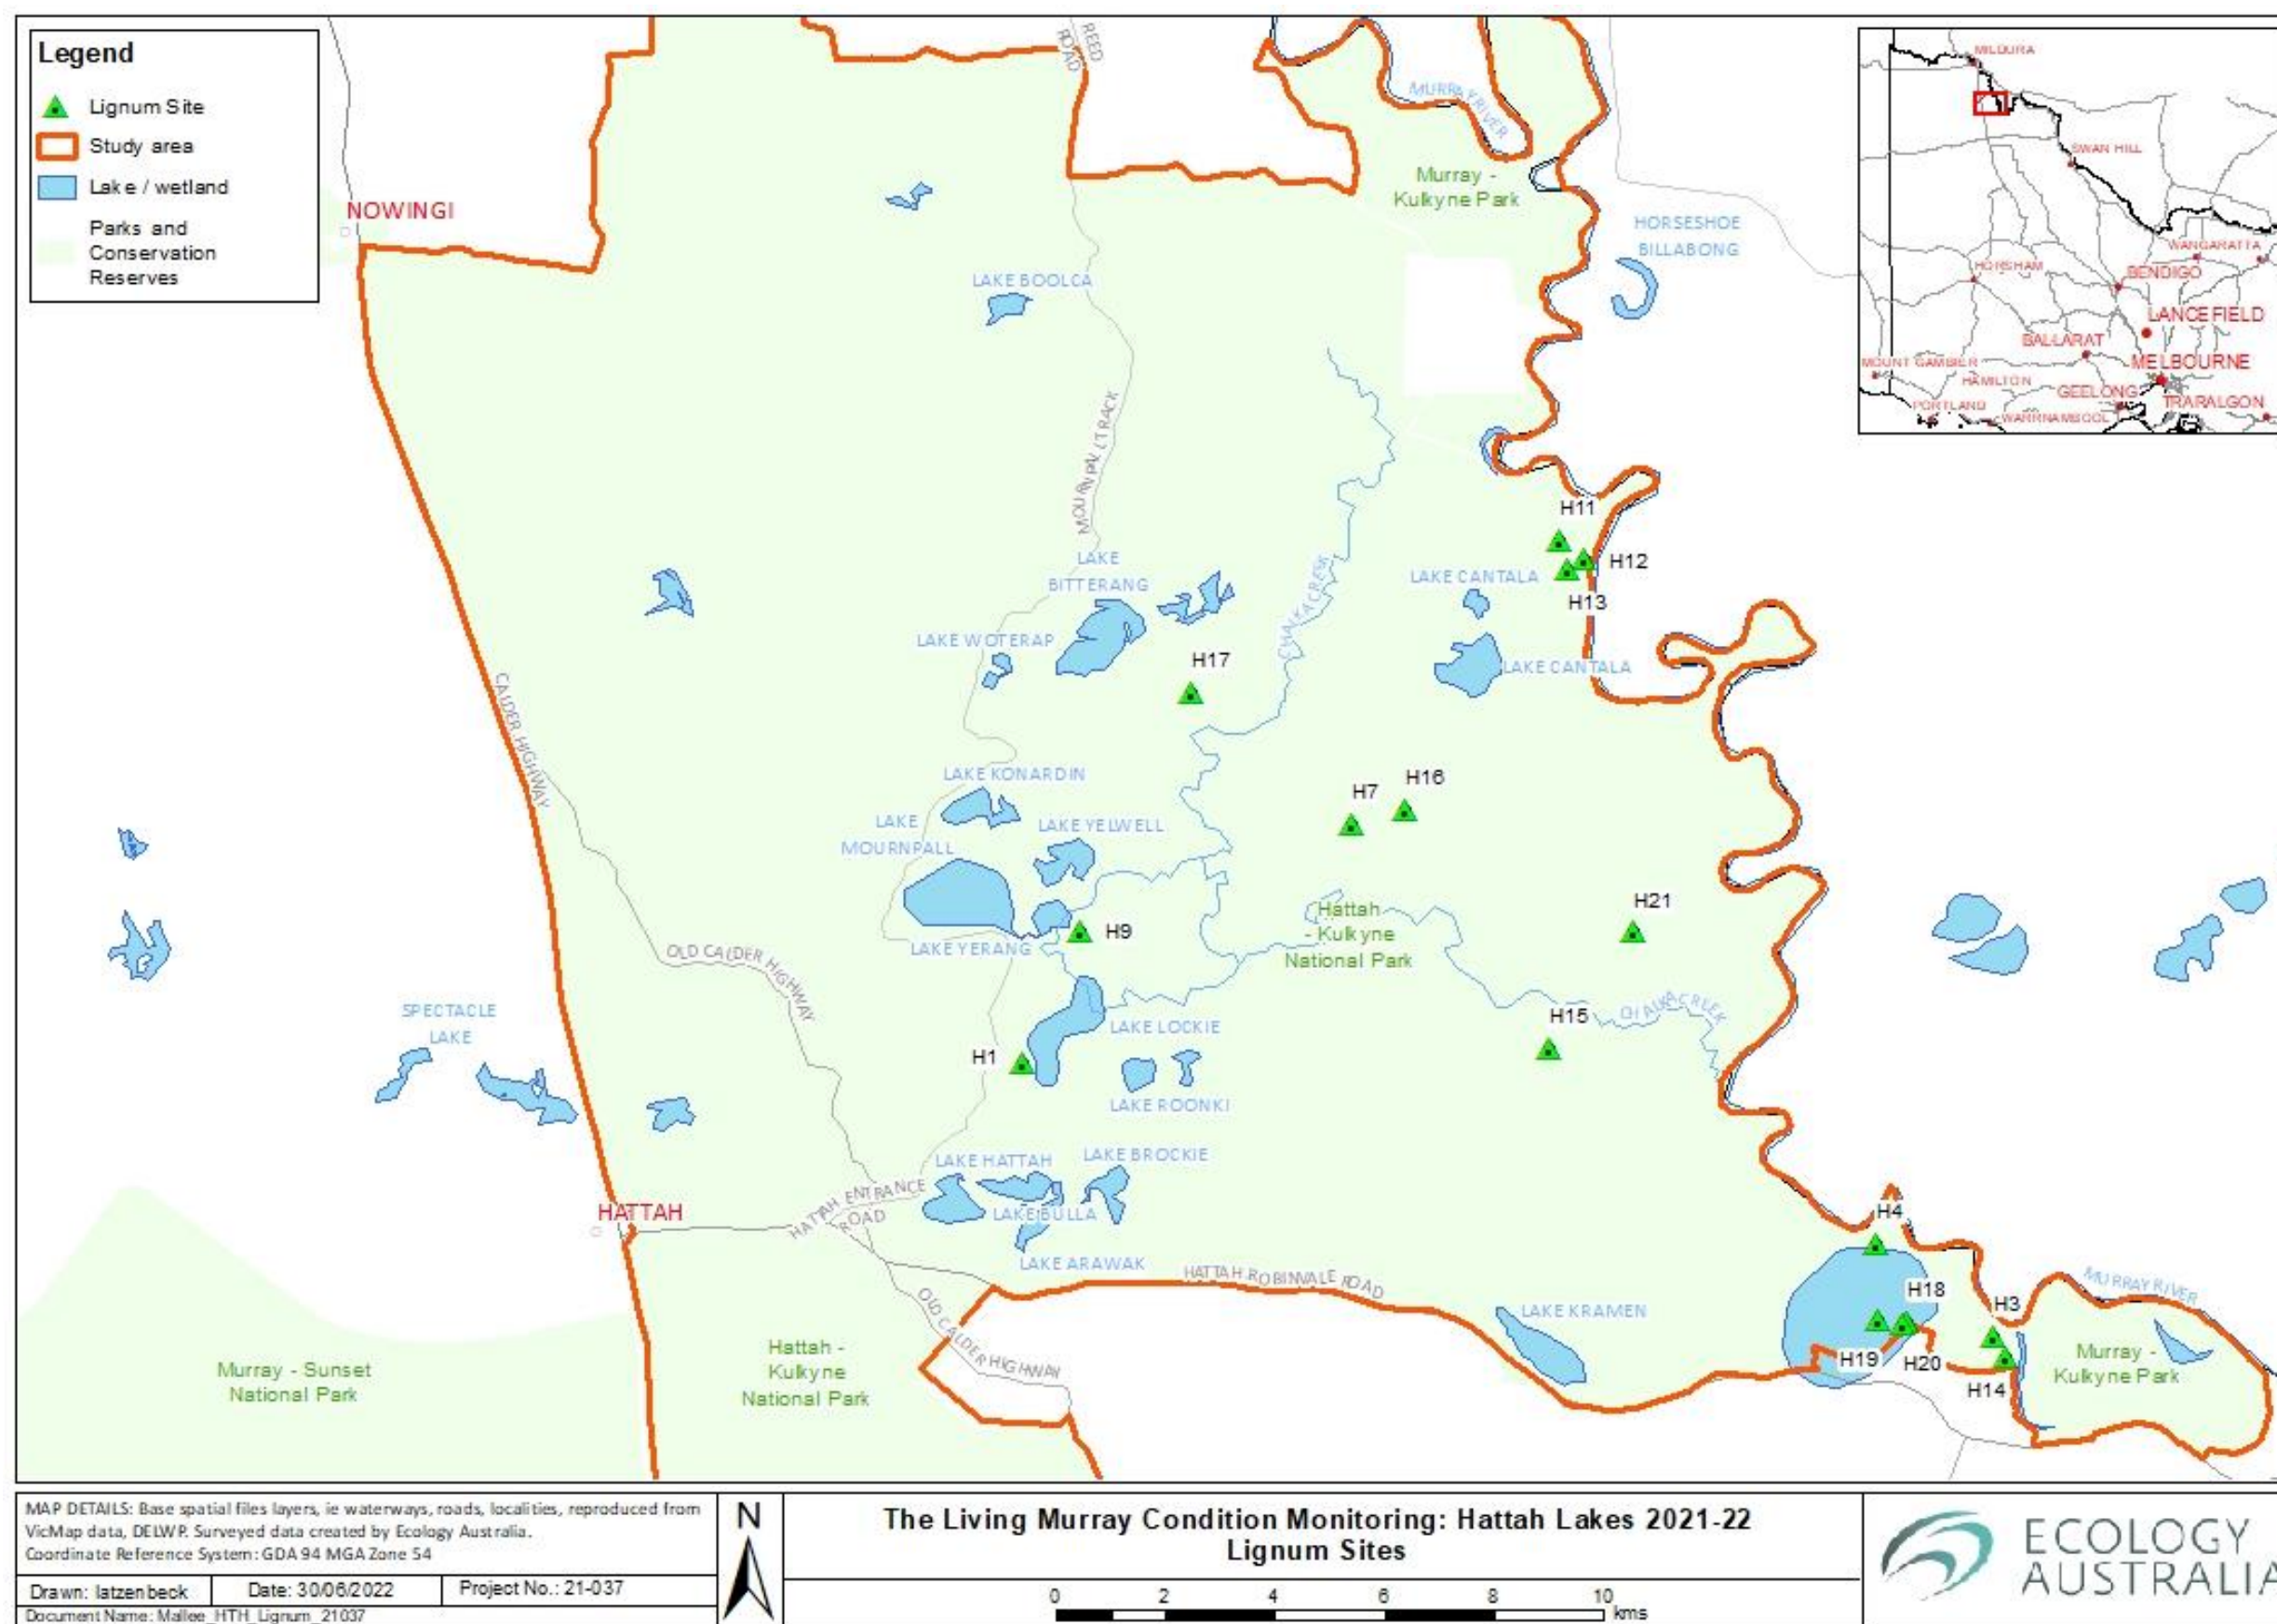 Legend
Lignum Site
Study area
Lake / wetland
Parks and
Conservation
Reserves
NOWINGI
REED
ROAD
MURRAY RIVER
Murray -
Kulkyne Park
HORSESHOE
BILLABONG
LAKE BOOLCA
MOURNPALL TRACK
MILDURA
SWAN HILL
WANGARATTA
HORSHAM
BENDIGO
LANCEFIELD
BALLARAT
MOUNT GAMBIER
MELBOURNE
HAMILTON
GEELONG
PORTLAND
TRARALGON
WARRNAMBOOL
H11
H12
H13
LAKE
BITTERANG
LAKE CANTALA
CHALKA CREEK
LAKE WOTERAP
H17
LAKE CANTALA
CALDER HIGHWAY
LAKE KONARDIN
H7
H16
LAKE
MOURNPALL
LAKE YELWELL
H21
Hattah
- Kulkyne
National Park
H9
LAKE YERANG
OLD CALDER HIGHWAY
SPECTACLE
LAKE
H15
CHALKA CREEK
LAKE LOCKIE
H1
LAKE ROONKI
LAKE HATTAH
LAKE BROCKIE
HATTAH ENTRANCE
ROAD
HATTAH
LAKE BULLA
LAKE ARAWAK
H4
HATTAH ROBINVALE ROAD
H18
MURRAY RIVER
H3
OLD CALDER HIGHWAY
LAKE KRAMEN
H19
H20
H14
Murray -
Kulkyne Park
Murray - Sunset
National Park
Hattah -
Kulkyne
National Park
MAP DETAILS: Base spatial files layers, ie waterways, roads, localities, reproduced from
VicMap data, DELWP. Surveyed data created by Ecology Australia.
Coordinate Reference System: GDA 94 MGA Zone 54
Drawn: latzenbeck
Date: 30/06/2022
Project No.: 21-037
Document Name: Mallee_HTH_Lignum_21037
N
The Living Murray Condition Monitoring: Hattah Lakes 2021-22
Lignum Sites
0 2 4 6 8 10
kms
ECOLOGY
AUSTRALIA